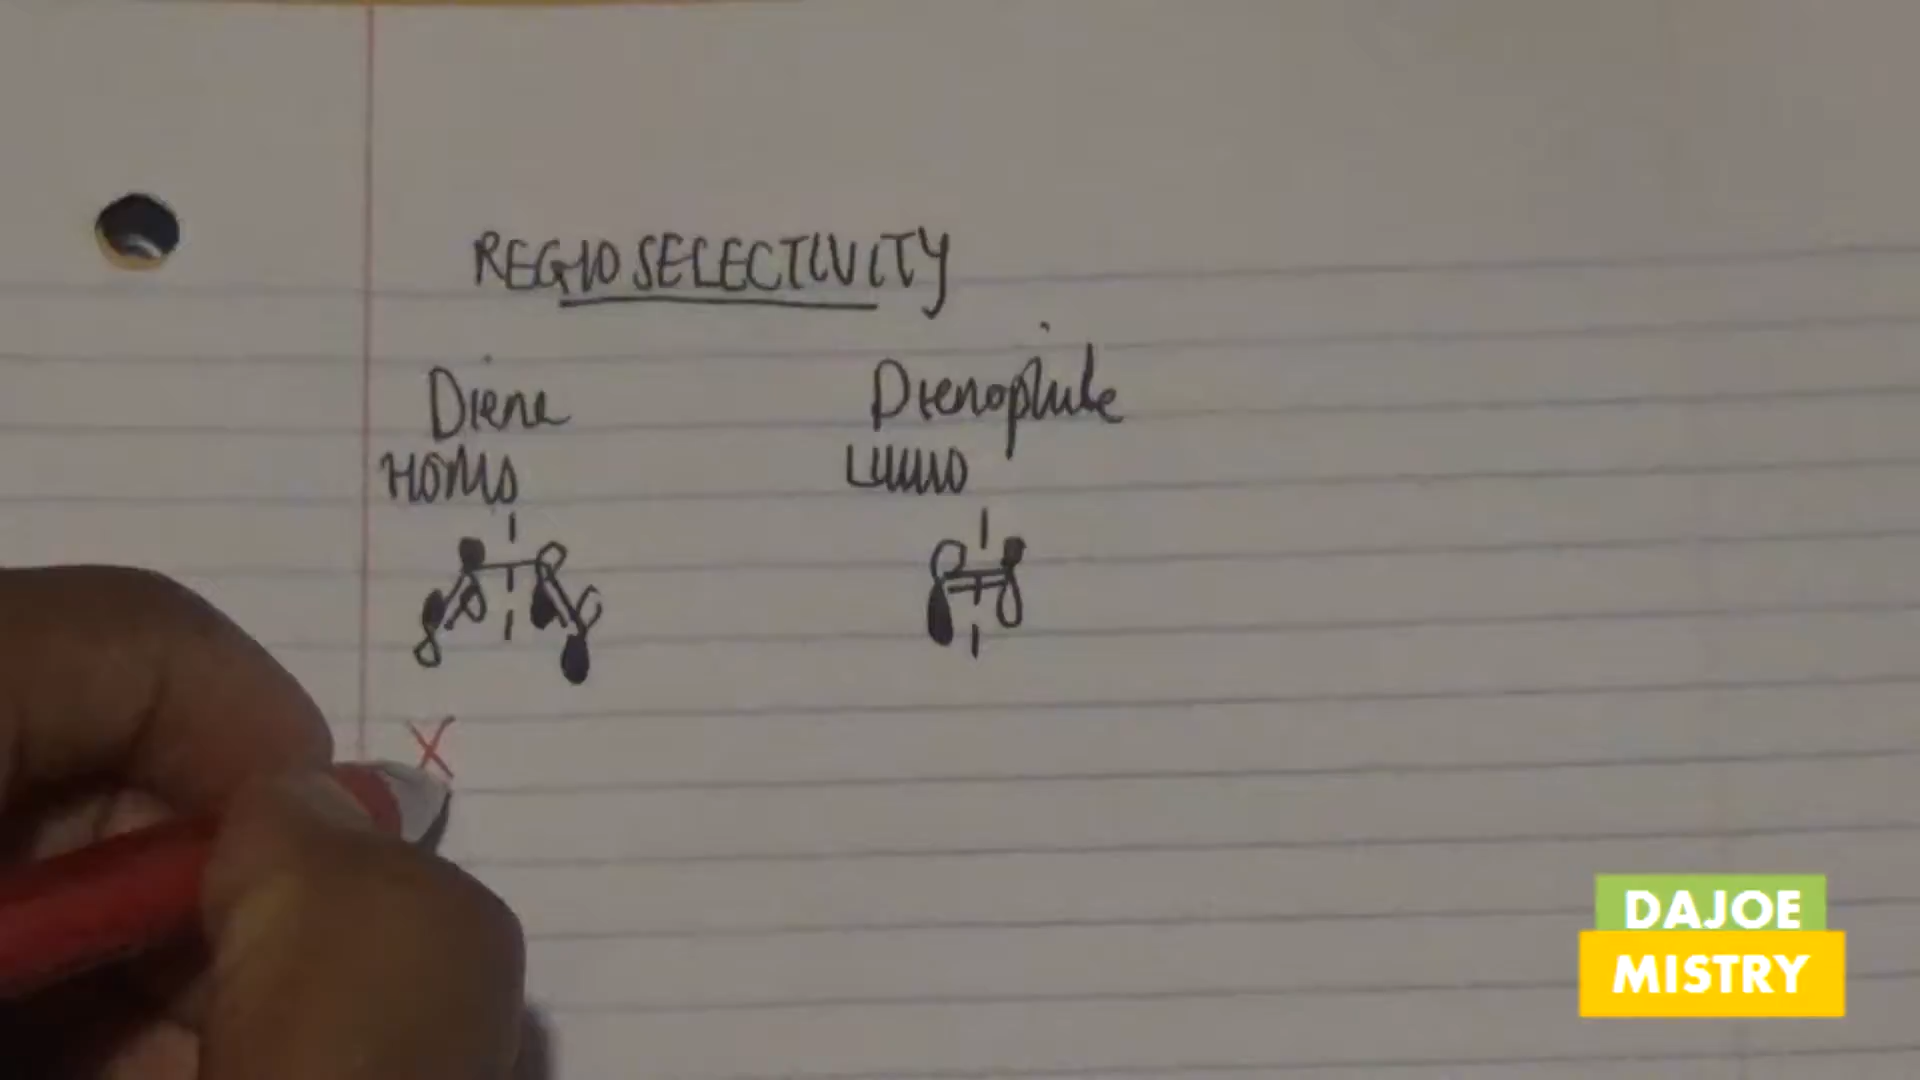 REGIOSELECTIVITY
Diene Dienophile
HOMO LUMO
X
DAJOE
MISTRY